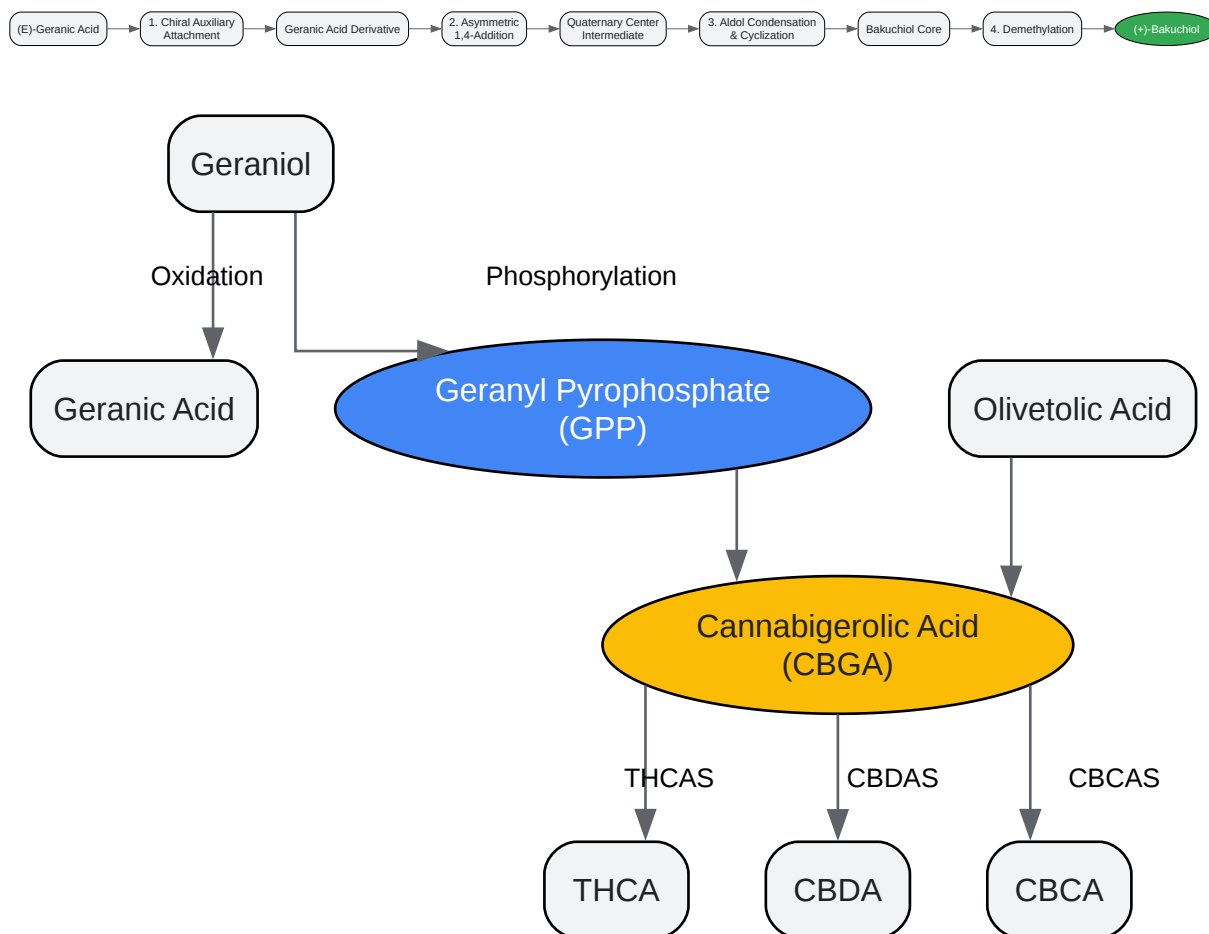 (E)-Geranic Acid
1. Chiral Auxiliary
Attachment
Geranic Acid Derivative
2. Asymmetric
1,4-Addition
Quaternary Center
Intermediate
3. Aldol Condensation
& Cyclization
Bakuchiol Core
4. Demethylation
(+)-Bakuchiol
Geraniol
Oxidation
Phosphorylation
Geranic Acid
Geranyl Pyrophosphate
(GPP)
Olivetolic Acid
Cannabigerolic Acid
(CBGA)
THCAS
CBDAS
CBCAS
THCA
CBDA
CBCA